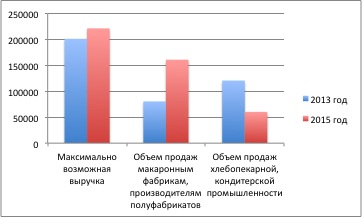 250000
200000
150000
100000
50000
0
Максимально
возможная
выручка
Объем продаж
макаронным
фабрикам,
производителям
полуфабрикатов
Объем продаж
хлебопекарной,
кондитерской
промышленности
2013 год
2015 год